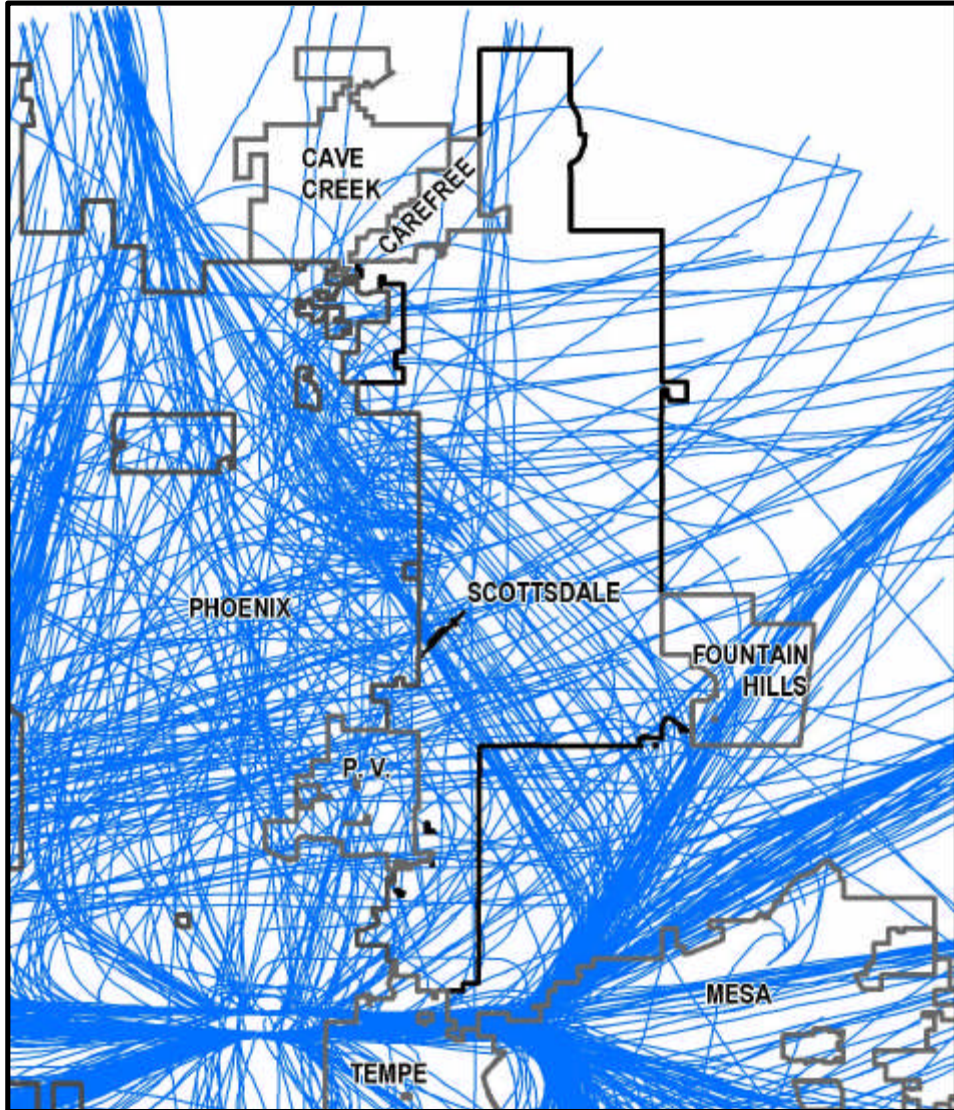 CAVE
CREEK
CAREFREE
SCOTTSDALE
PHOENIX
FOUNTAIN
HILLS
P. V.
MESA
TEMPE